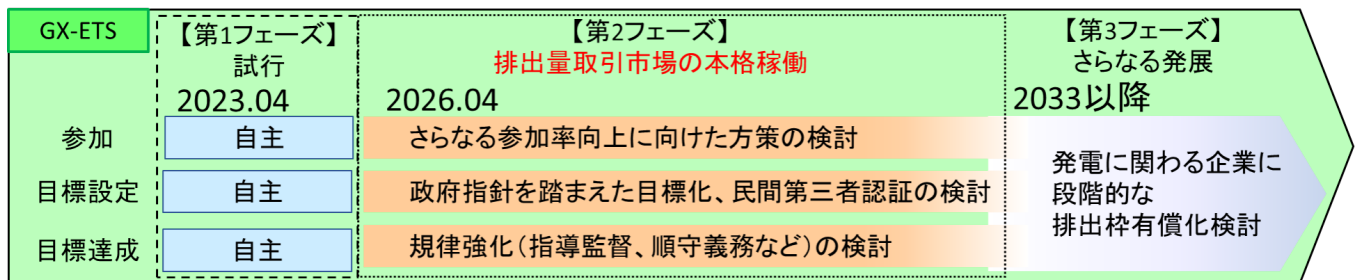 GX-ETS
【第1フェーズ】
試行
2023.04
【第2フェーズ】
排出量取引市場の本格稼働
2026.04
【第3フェーズ】
さらなる発展
2033以降
参加
自主
さらなる参加率向上に向けた方策の検討
目標設定
自主
政府指針を踏まえた目標化、民間第三者認証の検討
目標達成
自主
規律強化（指導監督、順守義務など）の検討
発電に関わる企業に
段階的な
排出枠有償化検討